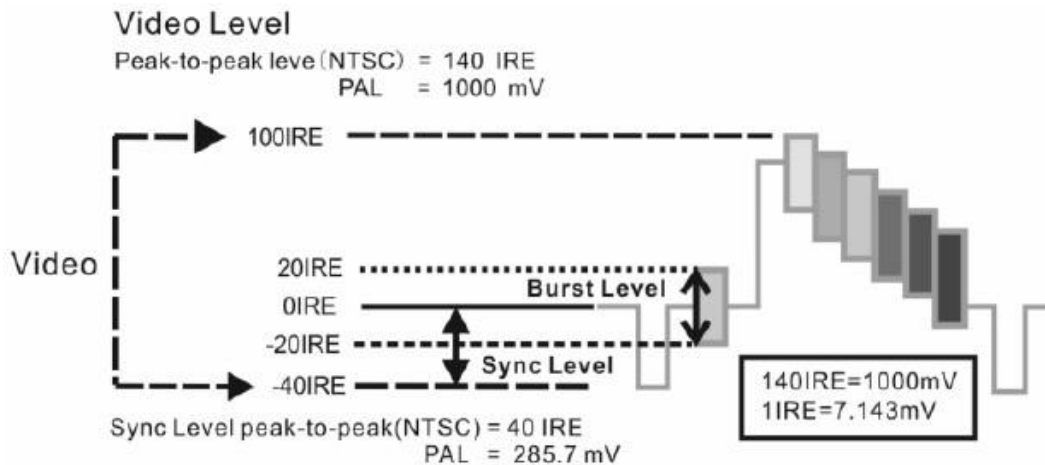 Video Level
Peak-to-peak leve(NTSC) = 140 IRE
PAL = 1000 mV
100IRE
Video
20IRE
Burst Level
0IRE
-20IRE
Sync Level
-40IRE
140IRE=1000mV
1IRE=7.143mV
Sync Level peak-to-peak(NTSC) = 40 IRE
PAL = 285.7 mV